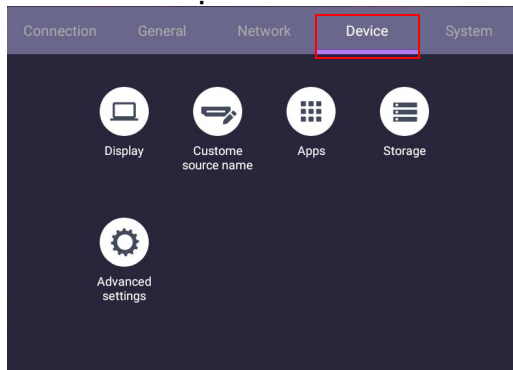 Connection General Network Device System
Display
Custome
source name
Apps
Storage
Advanced
settings